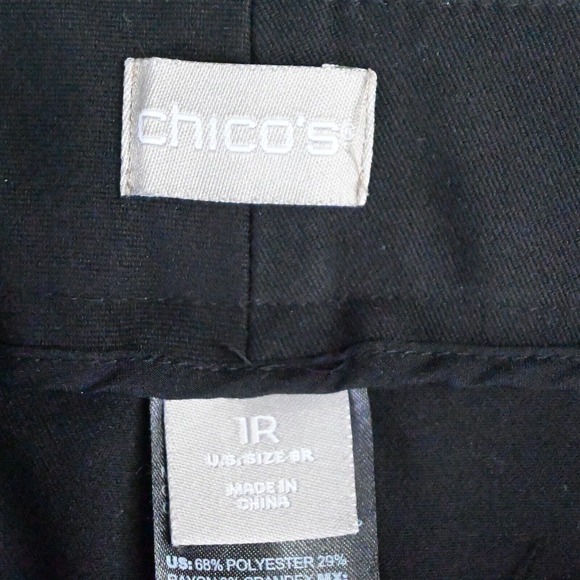 chico's
1R
U.S. SIZE 8R
MADE IN
CHINA
US: 68% POLYESTER 29%